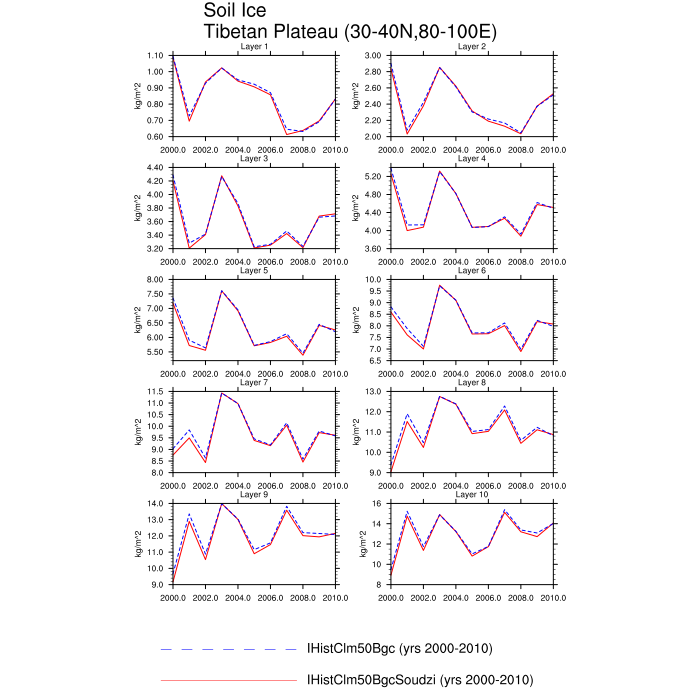 Soil Ice
Tibetan Plateau (30-40N,80-100E)
Layer 1
kg/m^2
1.10
1.00
0.90
0.80
0.70
0.60
2000.0 2002.0 2004.0 2006.0 2008.0 2010.0
Layer 2
kg/m^2
3.00
2.80
2.60
2.40
2.20
2.00
2000.0 2002.0 2004.0 2006.0 2008.0 2010.0
Layer 3
kg/m^2
4.40
4.20
4.00
3.80
3.60
3.40
3.20
2000.0 2002.0 2004.0 2006.0 2008.0 2010.0
Layer 4
kg/m^2
5.20
4.80
4.40
4.00
3.60
2000.0 2002.0 2004.0 2006.0 2008.0 2010.0
Layer 5
kg/m^2
8.00
7.50
7.00
6.50
6.00
5.50
2000.0 2002.0 2004.0 2006.0 2008.0 2010.0
Layer 6
kg/m^2
10.0
9.5
9.0
8.5
8.0
7.5
7.0
6.5
2000.0 2002.0 2004.0 2006.0 2008.0 2010.0
Layer 7
kg/m^2
11.5
11.0
10.5
10.0
9.5
9.0
8.5
8.0
2000.0 2002.0 2004.0 2006.0 2008.0 2010.0
Layer 8
kg/m^2
13.0
12.0
11.0
10.0
9.0
2000.0 2002.0 2004.0 2006.0 2008.0 2010.0
Layer 9
kg/m^2
14.0
13.0
12.0
11.0
10.0
9.0
2000.0 2002.0 2004.0 2006.0 2008.0 2010.0
Layer 10
kg/m^2
16
14
12
10
8
2000.0 2002.0 2004.0 2006.0 2008.0 2010.0
IHistClm50Bgc (yrs 2000-2010)
IHistClm50BgcSoudzi (yrs 2000-2010)